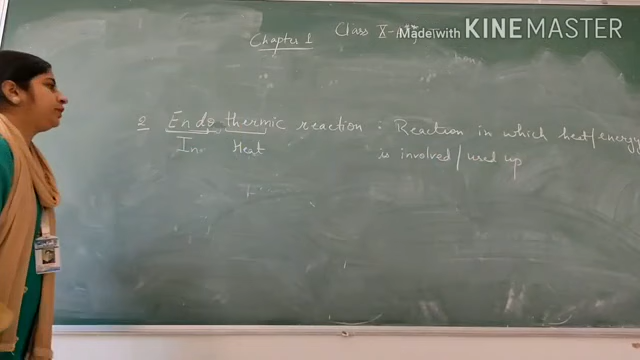 Chapter 1
Class X-
Made with KINEMASTER
2 Endothermic reaction : Reaction in which heat/energy
In Heat
is involved/used up